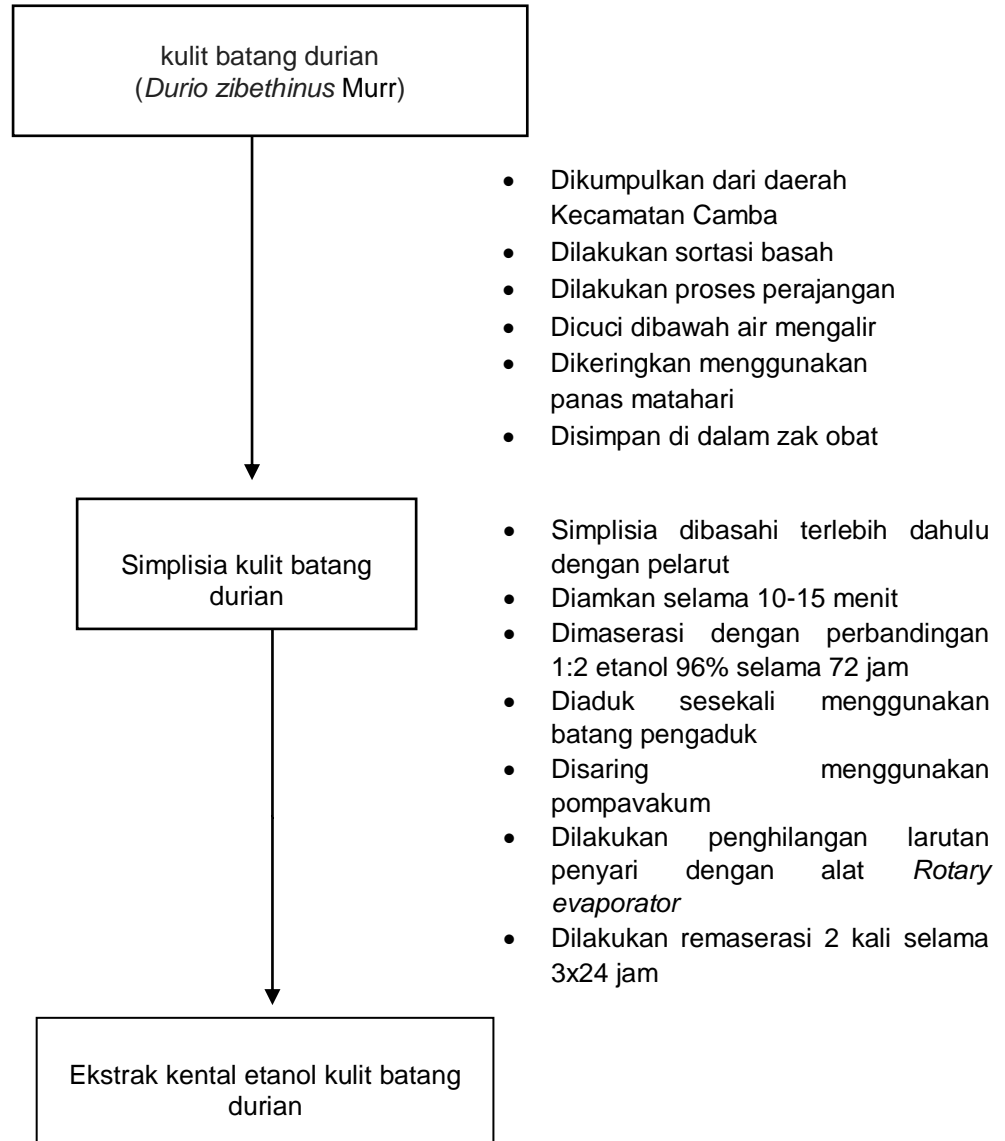 kulit batang durian
(Durio zibethinus Murr)
• Dikumpulkan dari daerah
Kecamatan Camba
• Dilakukan sortasi basah
• Dilakukan proses perajangan
• Dicuci dibawah air mengalir
• Dikeringkan menggunakan
panas matahari
• Disimpan di dalam zak obat
Simplisia kulit batang
durian
• Simplisia dibasahi terlebih dahulu
dengan pelarut
• Diamkan selama 10-15 menit
• Dimaserasi dengan perbandingan
1:2 etanol 96% selama 72 jam
• Diaduk sesekali menggunakan
batang pengaduk
• Disaring menggunakan
pompavakum
• Dilakukan penghilangan larutan
penyari dengan alat Rotary
evaporator
• Dilakukan remaserasi 2 kali selama
3x24 jam
Ekstrak kental etanol kulit batang
durian